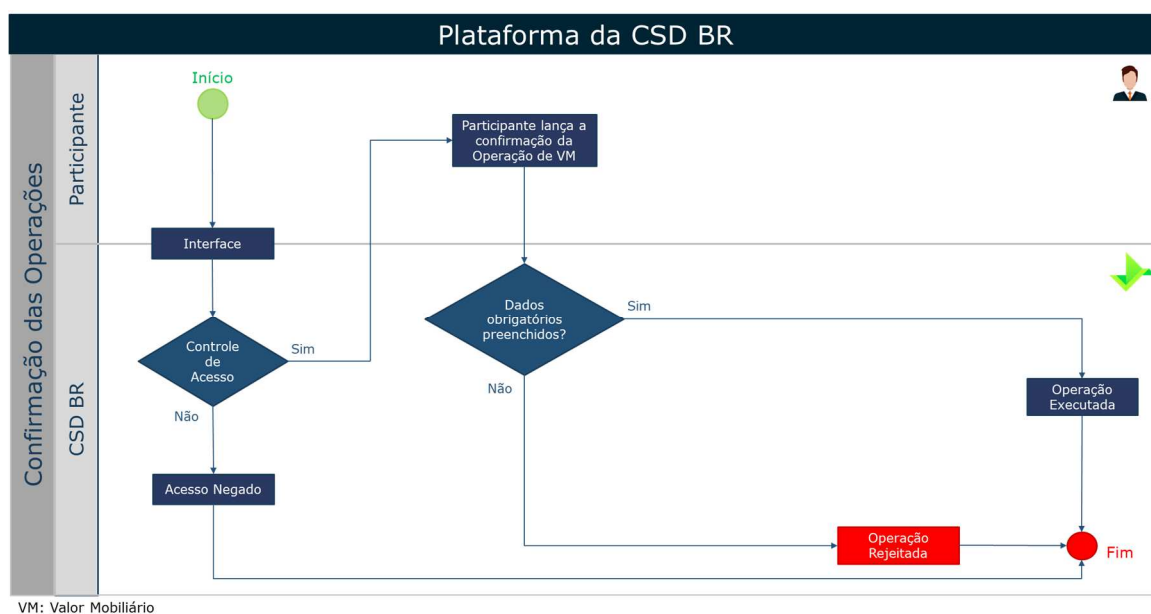 Plataforma da CSD BR
Confirmação das Operações
Participante
CSD BR
Início
Interface
Controle
de
Acesso
Sim
Não
Acesso Negado
Participante lança a
confirmação da
Operação de VM
Dados
obrigatórios
preenchidos?
Sim
Não
Operação
Executada
Operação
Rejeitada
Fim
VM: Valor Mobiliário